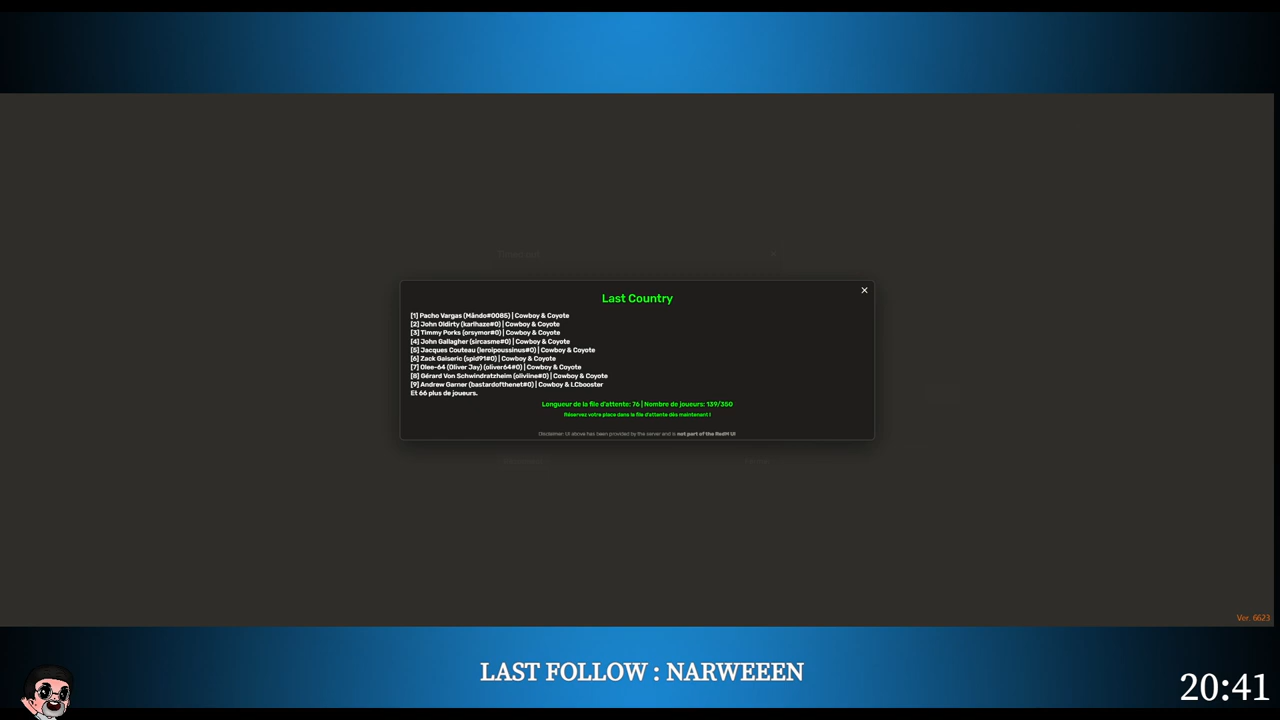 Last Country
[1] Pacho Vargas (Mändo#0085) | Cowboy & Coyote
[2] John Oldirty (karlhaze#0) | Cowboy & Coyote
[3] Timmy Porks (orsymor#0) | Cowboy & Coyote
[4] John Gallagher (sircasme#0) | Cowboy & Coyote
[5] Jacques Couteau (leroipoussinus#0) | Cowboy & Coyote
[6] Zack Gaiseric (spid91#0) | Cowboy & Coyote
[7] Olee-64 (Oliver Jay) (oliver64#0) | Cowboy & Coyote
[8] Gérard Von Schwindratzheim (oliviine#0) | Cowboy & Coyote
[9] Andrew Garner (bastardofthenet#0) | Cowboy & LCbooster
Et 66 plus de joueurs.
Longueur de la file d'attente: 76 | Nombre de joueurs: 139/350
Réservez votre place dans la file d'attente dès maintenant !
Disclaimer: UI above has been provided by the server and is not part of the RedM UI
Ver. 6623
LAST FOLLOW : NARWEEEN
20:41